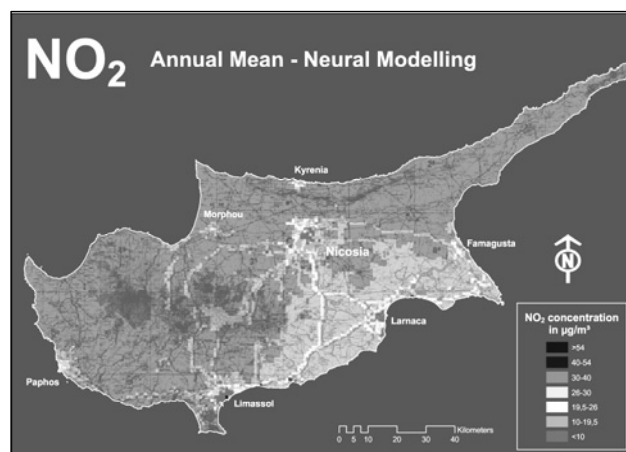 NO₂ Annual Mean - Neural Modelling
Kyrenia
Morphou
Nicosia
Famagusta
N
Larnaca
Paphos
Limassol
NO₂ concentration
in µg/m³
>54
40-54
30-40
26-30
19,5-26
10-19,5
<10
Kilometers
0 5 10 20 30 40